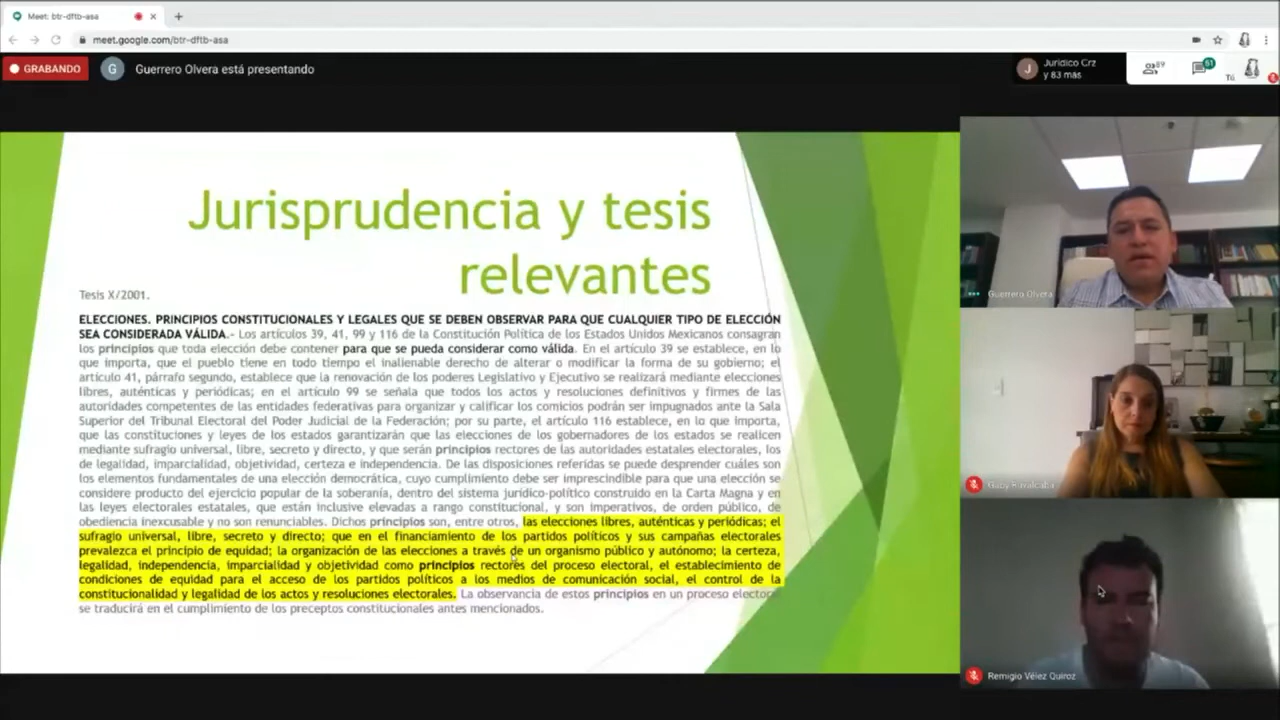 Meet: btr-dftb-asa
meet.google.com/btr-dftb-asa
GRABANDO
G
Guerrero Olvera está presentando
J
Jurídico Crz
y 83 más
89
61
Tú
Jurisprudencia y tesis
relevantes
Tesis X/2001.
ELECCIONES. PRINCIPIOS CONSTITUCIONALES Y LEGALES QUE SE DEBEN OBSERVAR PARA QUE CUALQUIER TIPO DE ELECCIÓN
SEA CONSIDERADA VÁLIDA.- Los artículos 39, 41, 99 y 116 de la Constitución Política de los Estados Unidos Mexicanos consagran
los principios que toda elección debe contener para que se pueda considerar como válida. En el artículo 39 se establece, en lo
que importa, que el pueblo tiene en todo tiempo el inalienable derecho de alterar o modificar la forma de su gobierno; el
artículo 41, párrafo segundo, establece que la renovación de los poderes Legislativo y Ejecutivo se realizará mediante elecciones
libres, auténticas y periódicas; en el artículo 99 se señala que todos los actos y resoluciones definitivos y firmes de las
autoridades competentes de las entidades federativas para organizar y calificar los comicios podrán ser impugnados ante la Sala
Superior del Tribunal Electoral del Poder Judicial de la Federación; por su parte, el artículo 116 establece, en lo que importa,
que las constituciones y leyes de los estados garantizarán que las elecciones de los gobernadores de los estados se realicen
mediante sufragio universal, libre, secreto y directo, y que serán principios rectores de las autoridades estatales electorales, los
de legalidad, imparcialidad, objetividad, certeza e independencia. De las disposiciones referidas se puede desprender cuáles son
los elementos fundamentales de una elección democrática, cuyo cumplimiento debe ser imprescindible para que una elección se
considere producto del ejercicio popular de la soberanía, dentro del sistema jurídico-político construido en la Carta Magna y en
las leyes electorales estatales, que están inclusive elevadas a rango constitucional, y son imperativos, de orden público, de
obediencia inexcusable y no son renunciables. Dichos principios son, entre otros, las elecciones libres, auténticas y periódicas; el
sufragio universal, libre, secreto y directo; que en el financiamiento de los partidos políticos y sus campañas electorales
prevalezca el principio de equidad; la organización de las elecciones a través de un organismo público y autónomo; la certeza,
legalidad, independencia, imparcialidad y objetividad como principios rectores del proceso electoral, el establecimiento de
condiciones de equidad para el acceso de los partidos políticos a los medios de comunicación social, el control de la
constitucionalidad y legalidad de los actos y resoluciones electorales. La observancia de estos principios en un proceso electoral
se traducirá en el cumplimiento de los preceptos constitucionales antes mencionados.
Guerrero Olvera
Gaby Ruvalcaba
Remigio Vélez Quiroz